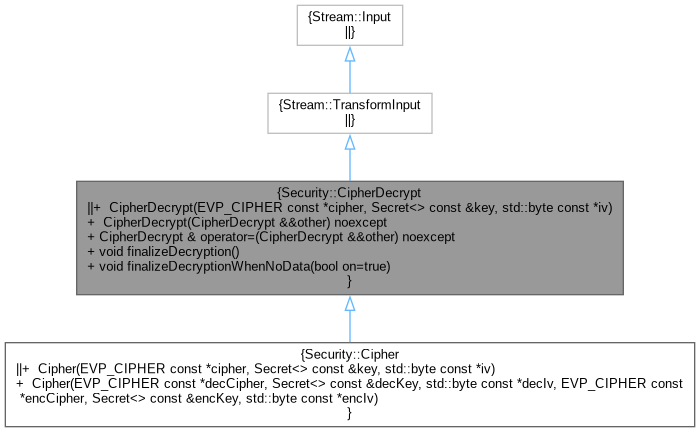 {Stream::Input
||}
{Stream::TransformInput
||}
{Security::CipherDecrypt
||+  CipherDecrypt(EVP_CIPHER const *cipher, Secret<> const &key, std::byte const *iv)
+  CipherDecrypt(CipherDecrypt &&other) noexcept
+ CipherDecrypt & operator=(CipherDecrypt &&other) noexcept
+ void finalizeDecryption()
+ void finalizeDecryptionWhenNoData(bool on=true)
}
{Security::Cipher
||+  Cipher(EVP_CIPHER const *cipher, Secret<> const &key, std::byte const *iv)
+  Cipher(EVP_CIPHER const *decCipher, Secret<> const &decKey, std::byte const *decIv, EVP_CIPHER const
*encCipher, Secret<> const &encKey, std::byte const *encIv)
}